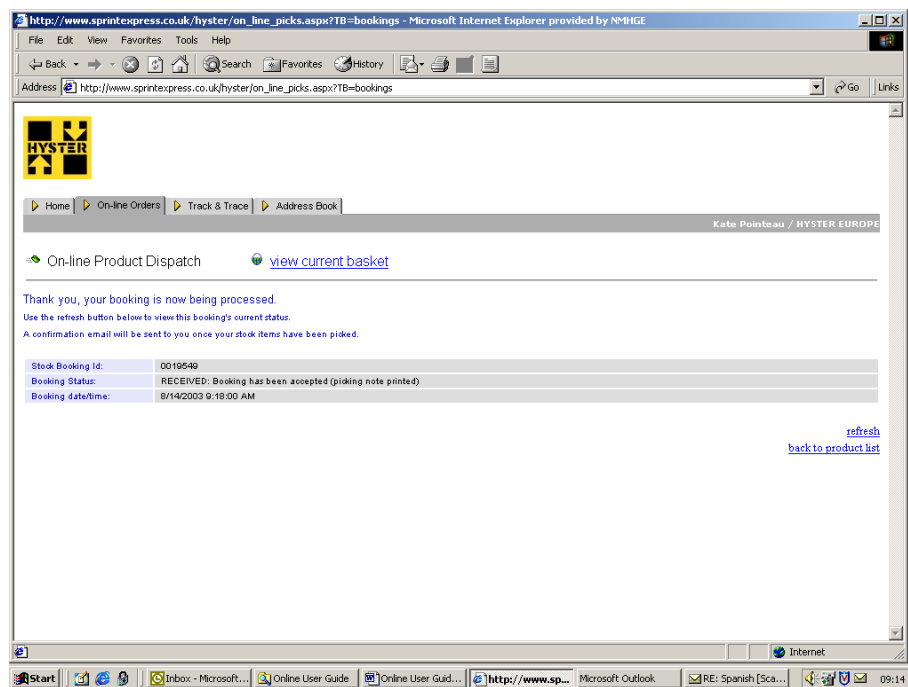 http://www.sprintexpress.co.uk/hyster/on_line_picks.aspx?TB=bookings - Microsoft Internet Explorer provided by NMHGE
File Edit View Favorites Tools Help
Back Search Favorites History
Address http://www.sprintexpress.co.uk/hyster/on_line_picks.aspx?TB=bookings Go Links
HYSTER
Home On-line Orders Track & Trace Address Book
Kate Pointeau / HYSTER EUROPE
On-line Product Dispatch view current basket
Thank you, your booking is now being processed.
Use the refresh button below to view this booking's current status.
A confirmation email will be sent to you once your stock items have been picked.
Stock Booking Id: 0019549
Booking Status: RECEIVED: Booking has been accepted (picking note printed)
Booking date/time: 8/14/2003 9:18:00 AM
refresh
back to product list
Internet
Start Inbox - Microsoft... Online User Guide Online User Guid... http://www.sp... Microsoft Outlook RE: Spanish [Sca... 09:14